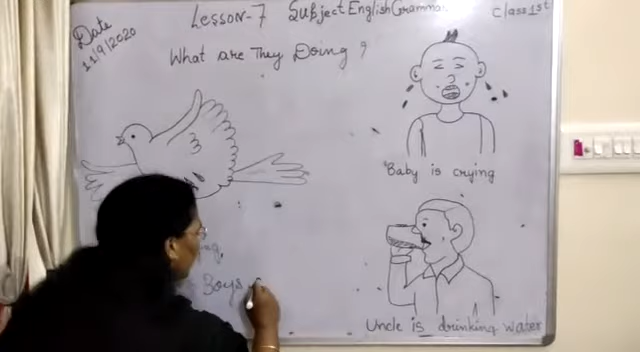 Lesson-7 Subject English Grammar Class 1st
Date
11/9/2020
What are They Doing ?
Baby is crying
Boys
Uncle is drinking water